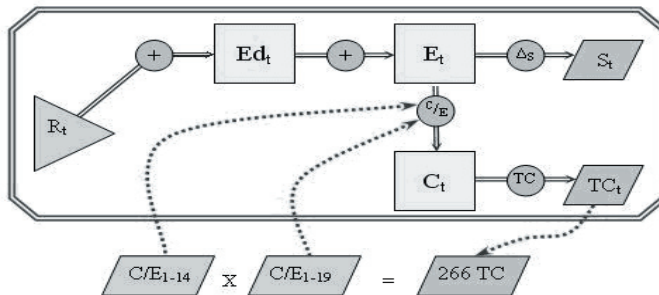 + Ed_t + E_t Δs S_t
R_t
C/E
C_t TC TC_t
C/E_1-14 X C/E_1-19 = 266 TC